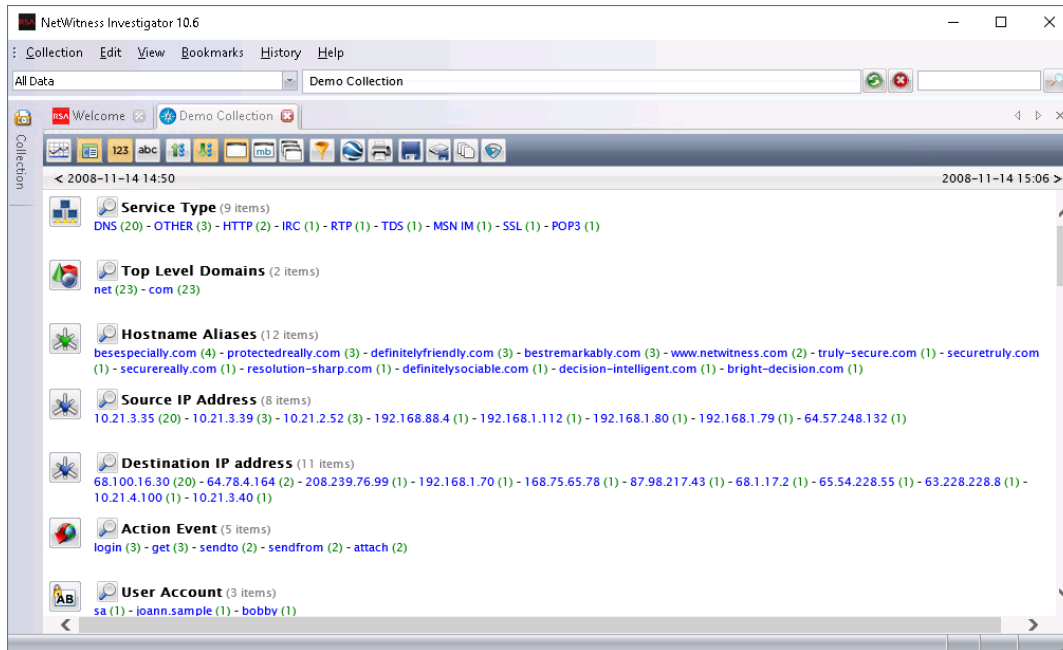 RSA NetWitness Investigator 10.6
Collection Edit View Bookmarks History Help
All Data Demo Collection
RSA Welcome Demo Collection
Collection
123 abc mb
< 2008-11-14 14:50 2008-11-14 15:06 >
Service Type (9 items)
DNS (20) - OTHER (3) - HTTP (2) - IRC (1) - RTP (1) - TDS (1) - MSN IM (1) - SSL (1) - POP3 (1)
Top Level Domains (2 items)
net (23) - com (23)
Hostname Aliases (12 items)
besespecially.com (4) - protectedreally.com (3) - definitelyfriendly.com (3) - bestremarkably.com (3) - www.netwitness.com (2) - truly-secure.com (1) - securetruly.com
(1) - securereally.com (1) - resolution-sharp.com (1) - definitelysociable.com (1) - decision-intelligent.com (1) - bright-decision.com (1)
Source IP Address (8 items)
10.21.3.35 (20) - 10.21.3.39 (3) - 10.21.2.52 (3) - 192.168.88.4 (1) - 192.168.1.112 (1) - 192.168.1.80 (1) - 192.168.1.79 (1) - 64.57.248.132 (1)
Destination IP address (11 items)
68.100.16.30 (20) - 64.78.4.164 (2) - 208.239.76.99 (1) - 192.168.1.70 (1) - 168.75.65.78 (1) - 87.98.217.43 (1) - 68.1.17.2 (1) - 65.54.228.55 (1) - 63.228.228.8 (1) -
10.21.4.100 (1) - 10.21.3.40 (1)
Action Event (5 items)
login (3) - get (3) - sendto (2) - sendfrom (2) - attach (2)
AB
User Account (3 items)
sa (1) - joann.sample (1) - bobby (1)